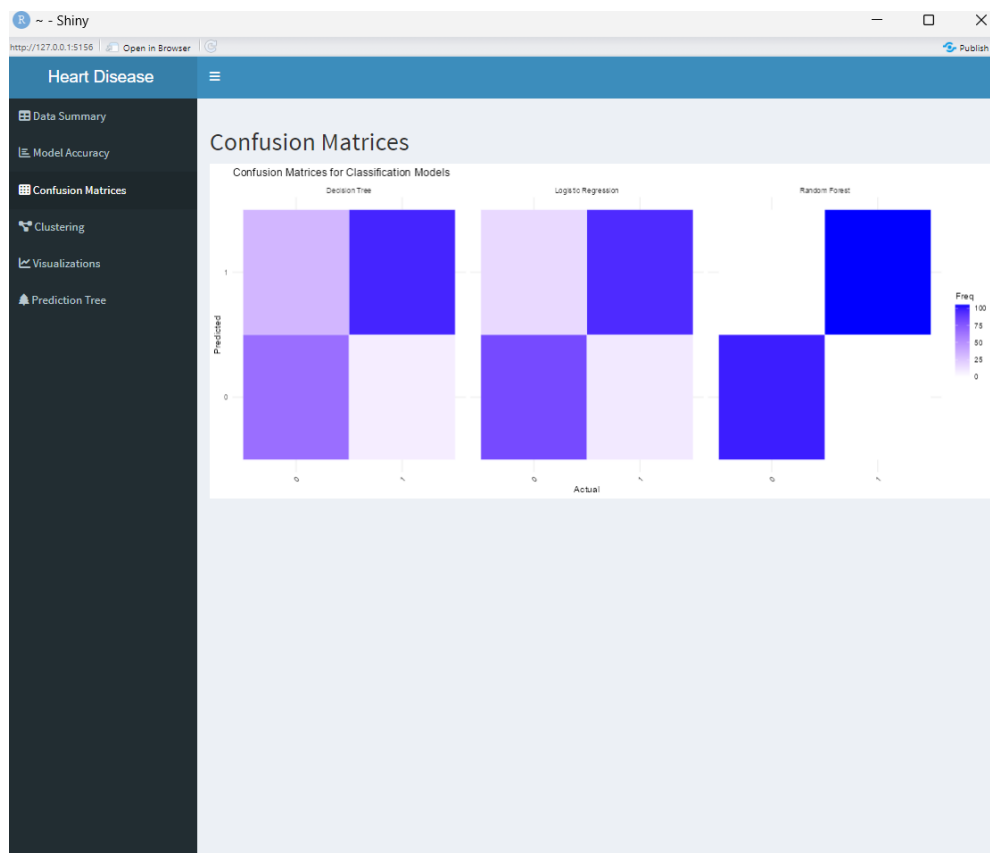 R ~ - Shiny
http://127.0.0.1:5156 Open in Browser Publish
Heart Disease
Data Summary
Model Accuracy
Confusion Matrices
Clustering
Visualizations
Prediction Tree
Confusion Matrices
Confusion Matrices for Classification Models
Decision Tree Logistic Regression Random Forest
Predicted
1
0
0 1 0 1 0 1
Actual
Freq
100
75
50
25
0